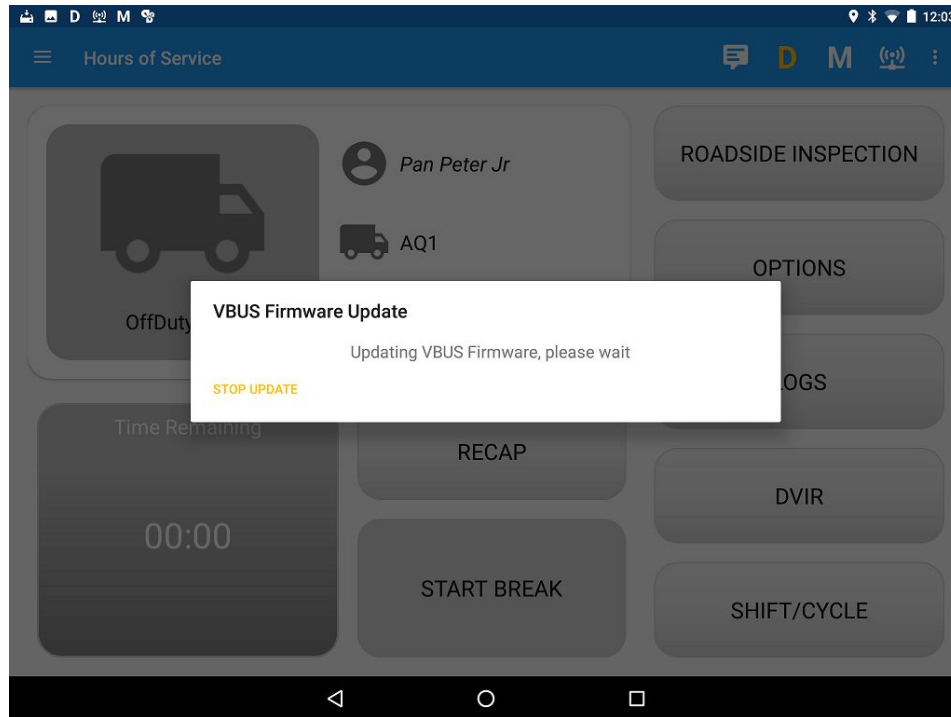 D M 12:03
Hours of Service D M
Pan Peter Jr
ROADSIDE INSPECTION
AQ1
OPTIONS
OffDuty
VBUS Firmware Update
Updating VBUS Firmware, please wait
STOP UPDATE
OGS
Time Remaining
RECAP
DVIR
00:00
START BREAK
SHIFT/CYCLE